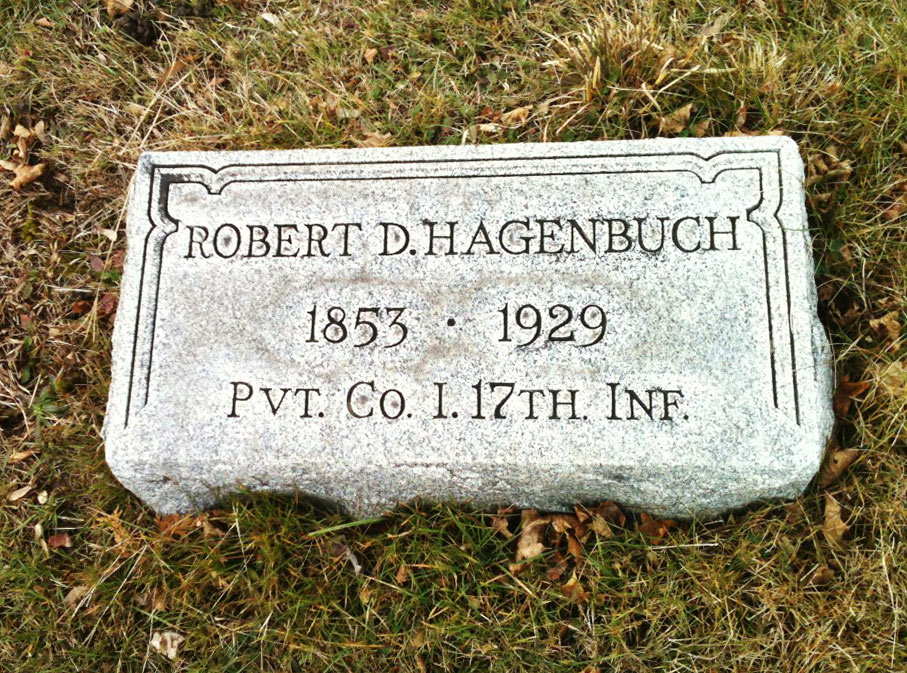 ROBERT D. HAGENBUCH
1853 · 1929
PVT. CO. I. 17TH. INF.